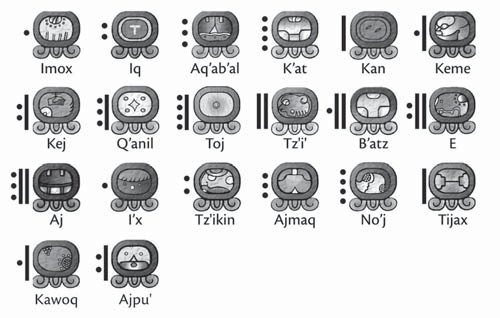 Imox Iq Aq'ab'al K'at Kan Keme
Kej Q'anil Toj Tz'i' B'atz E
Aj I'x Tz'ikin Ajmaq No'j Tijax
Kawoq Ajpu'